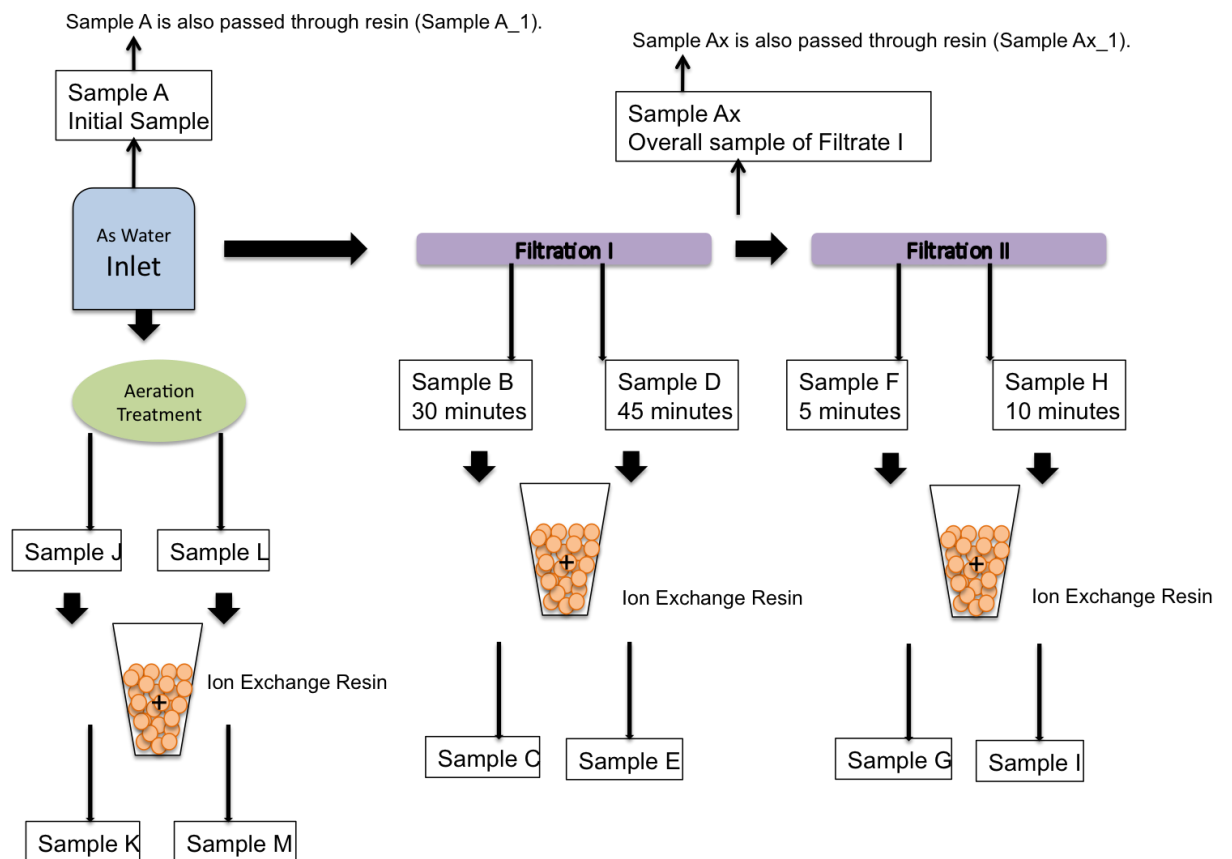 Sample A is also passed through resin (Sample A_1).
Sample Ax is also passed through resin (Sample Ax_1).
Sample A
Initial Sample
Sample Ax
Overall sample of Filtrate I
As Water
Inlet
Filtration I
Filtration II
Aeration
Treatment
Sample B
30 minutes
Sample D
45 minutes
Sample F
5 minutes
Sample H
10 minutes
Sample J
Sample L
+
Ion Exchange Resin
+
Ion Exchange Resin
+
Ion Exchange Resin
Sample C
Sample E
Sample G
Sample I
Sample K
Sample M